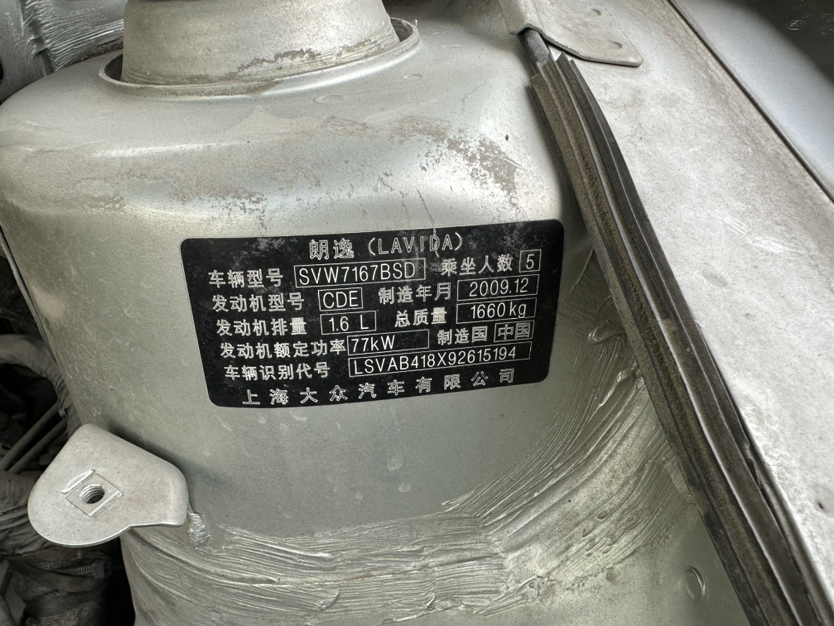 朗逸（LAVIDA）
车辆型号 SVW7167BSD 乘坐人数 5
发动机型号 CDE 制造年月 2009.12
发动机排量 1.6 L 总质量 1660kg
发动机额定功率 77kW 制造国 中国
车辆识别代号 LSVAB418X92615194
上海大众汽车有限公司